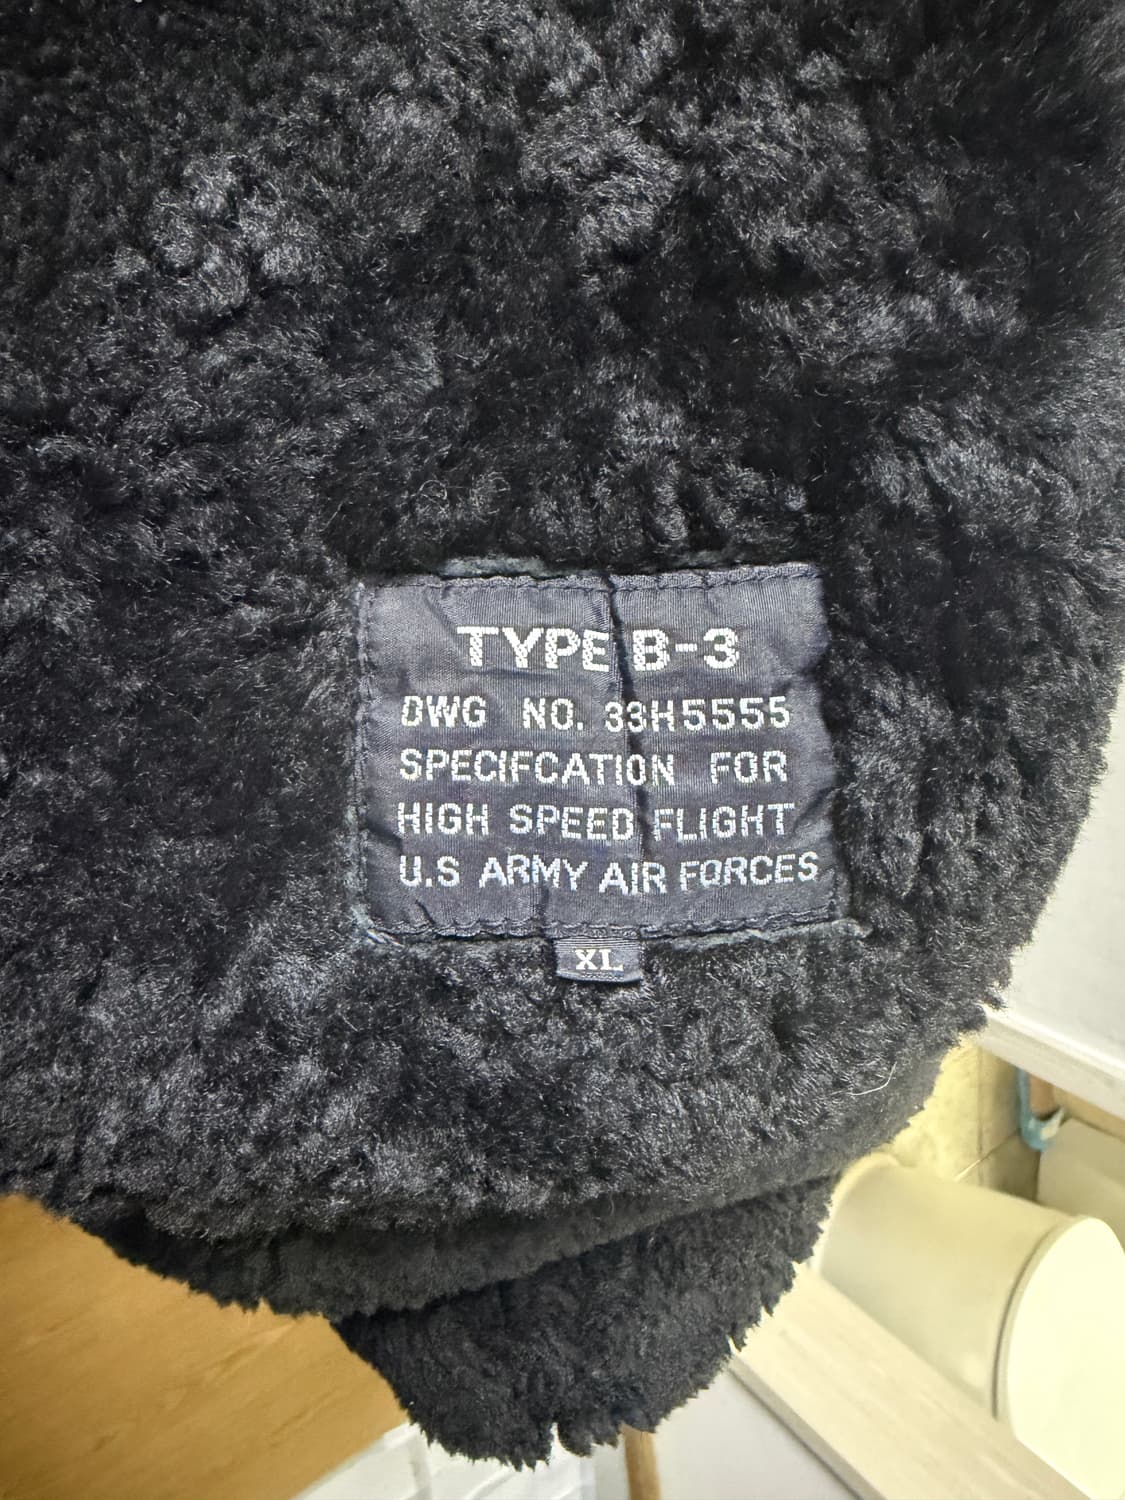 TYPE B-3
DWG NO. 33H5555
SPECIFCATION FOR
HIGH SPEED FLIGHT
U.S ARMY AIR FORCES
XL